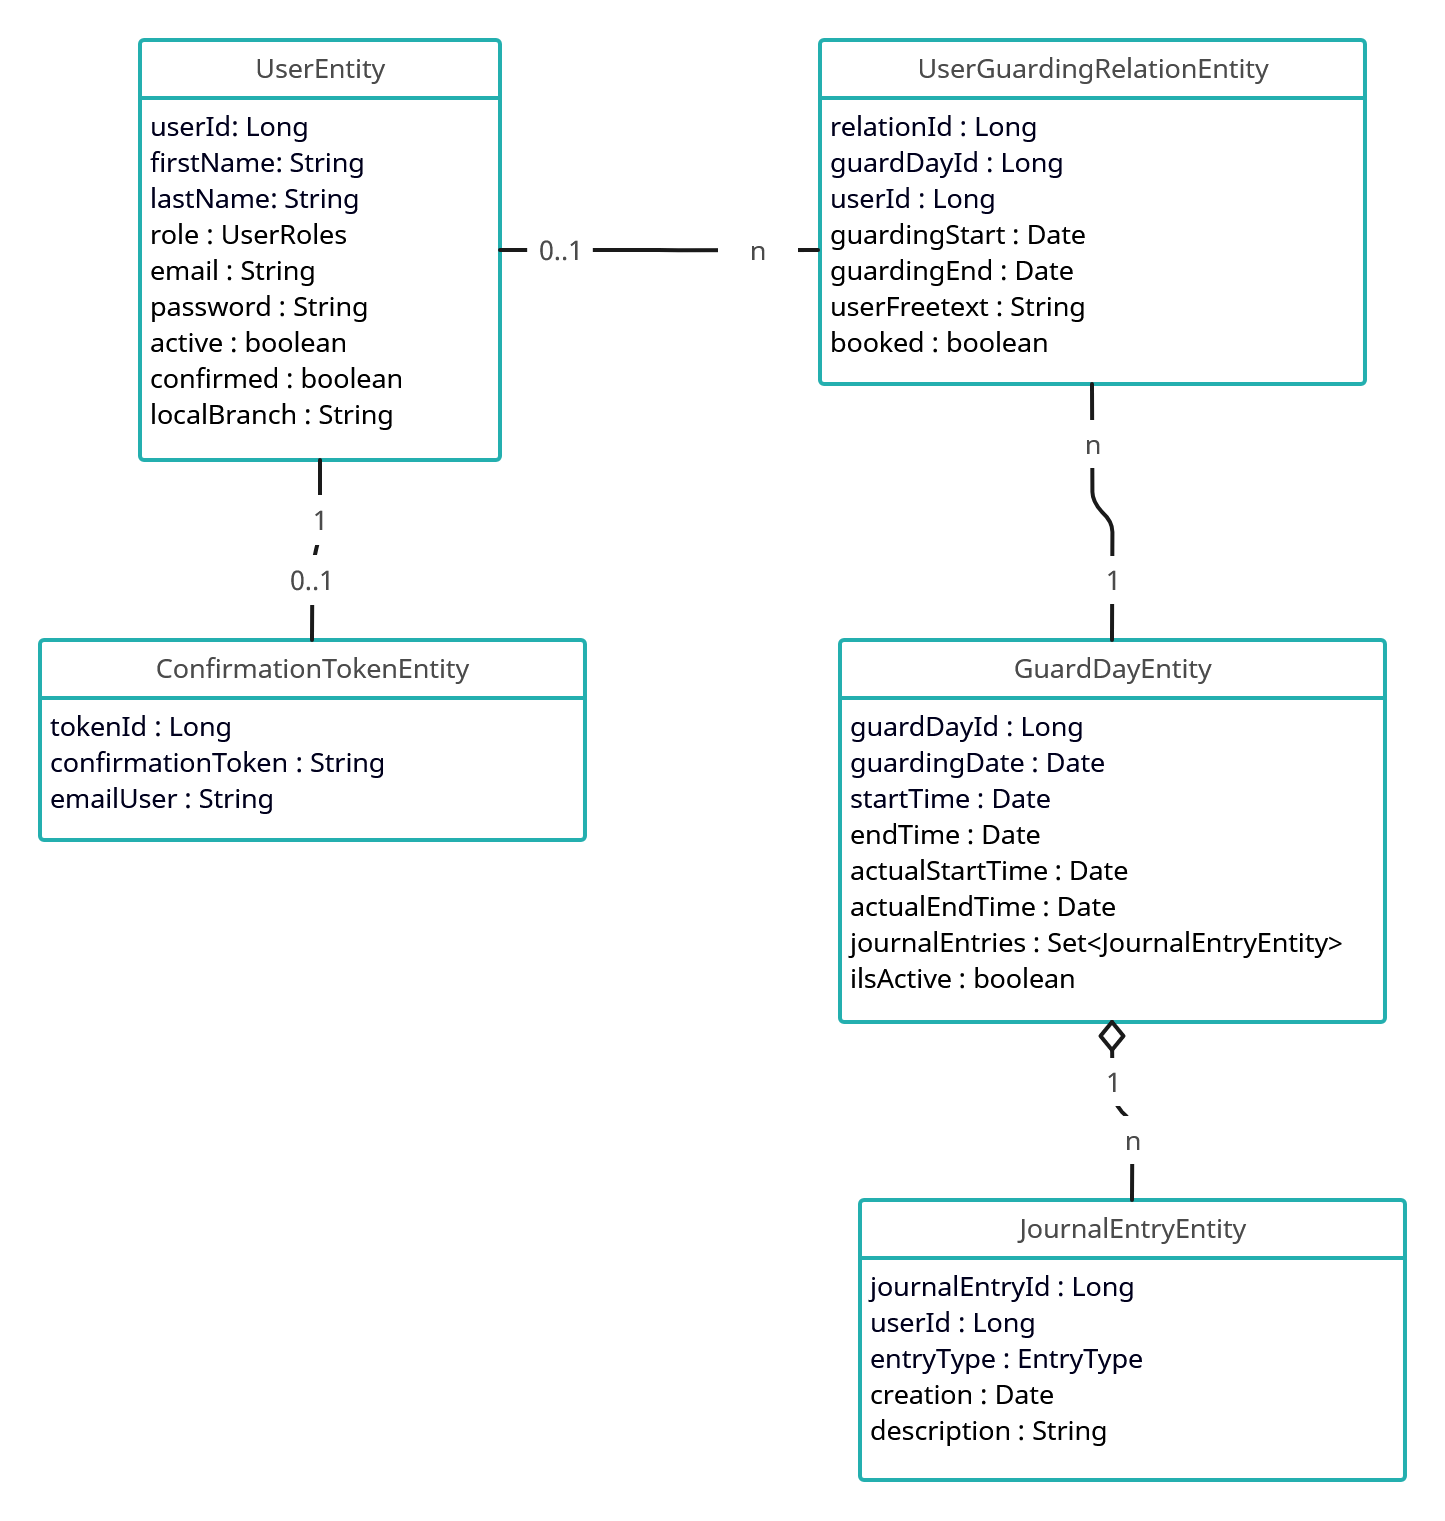 UserEntity
userId: Long
firstName: String
lastName: String
role : UserRoles
email : String
password : String
active : boolean
confirmed : boolean
localBranch : String
0..1
n
UserGuardingRelationEntity
relationId : Long
guardDayId : Long
userId : Long
guardingStart : Date
guardingEnd : Date
userFreetext : String
booked : boolean
1
0..1
ConfirmationTokenEntity
tokenId : Long
confirmationToken : String
emailUser : String
n
1
GuardDayEntity
guardDayId : Long
guardingDate : Date
startTime : Date
endTime : Date
actualStartTime : Date
actualEndTime : Date
journalEntries : Set<JournalEntryEntity>
ilsActive : boolean
1
n
JournalEntryEntity
journalEntryId : Long
userId : Long
entryType : EntryType
creation : Date
description : String